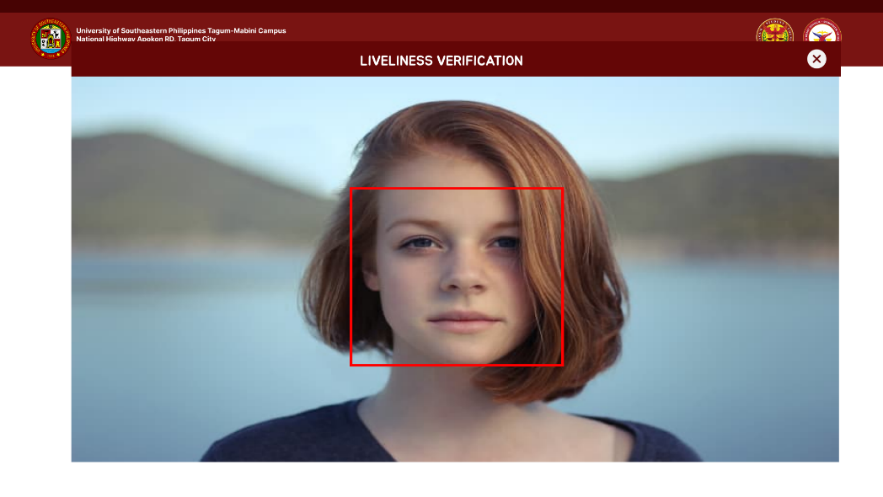 University of Southeastern Philippines Tagum-Mabini Campus
National Highway Apokon RD. Tagum City
LIVELINESS VERIFICATION